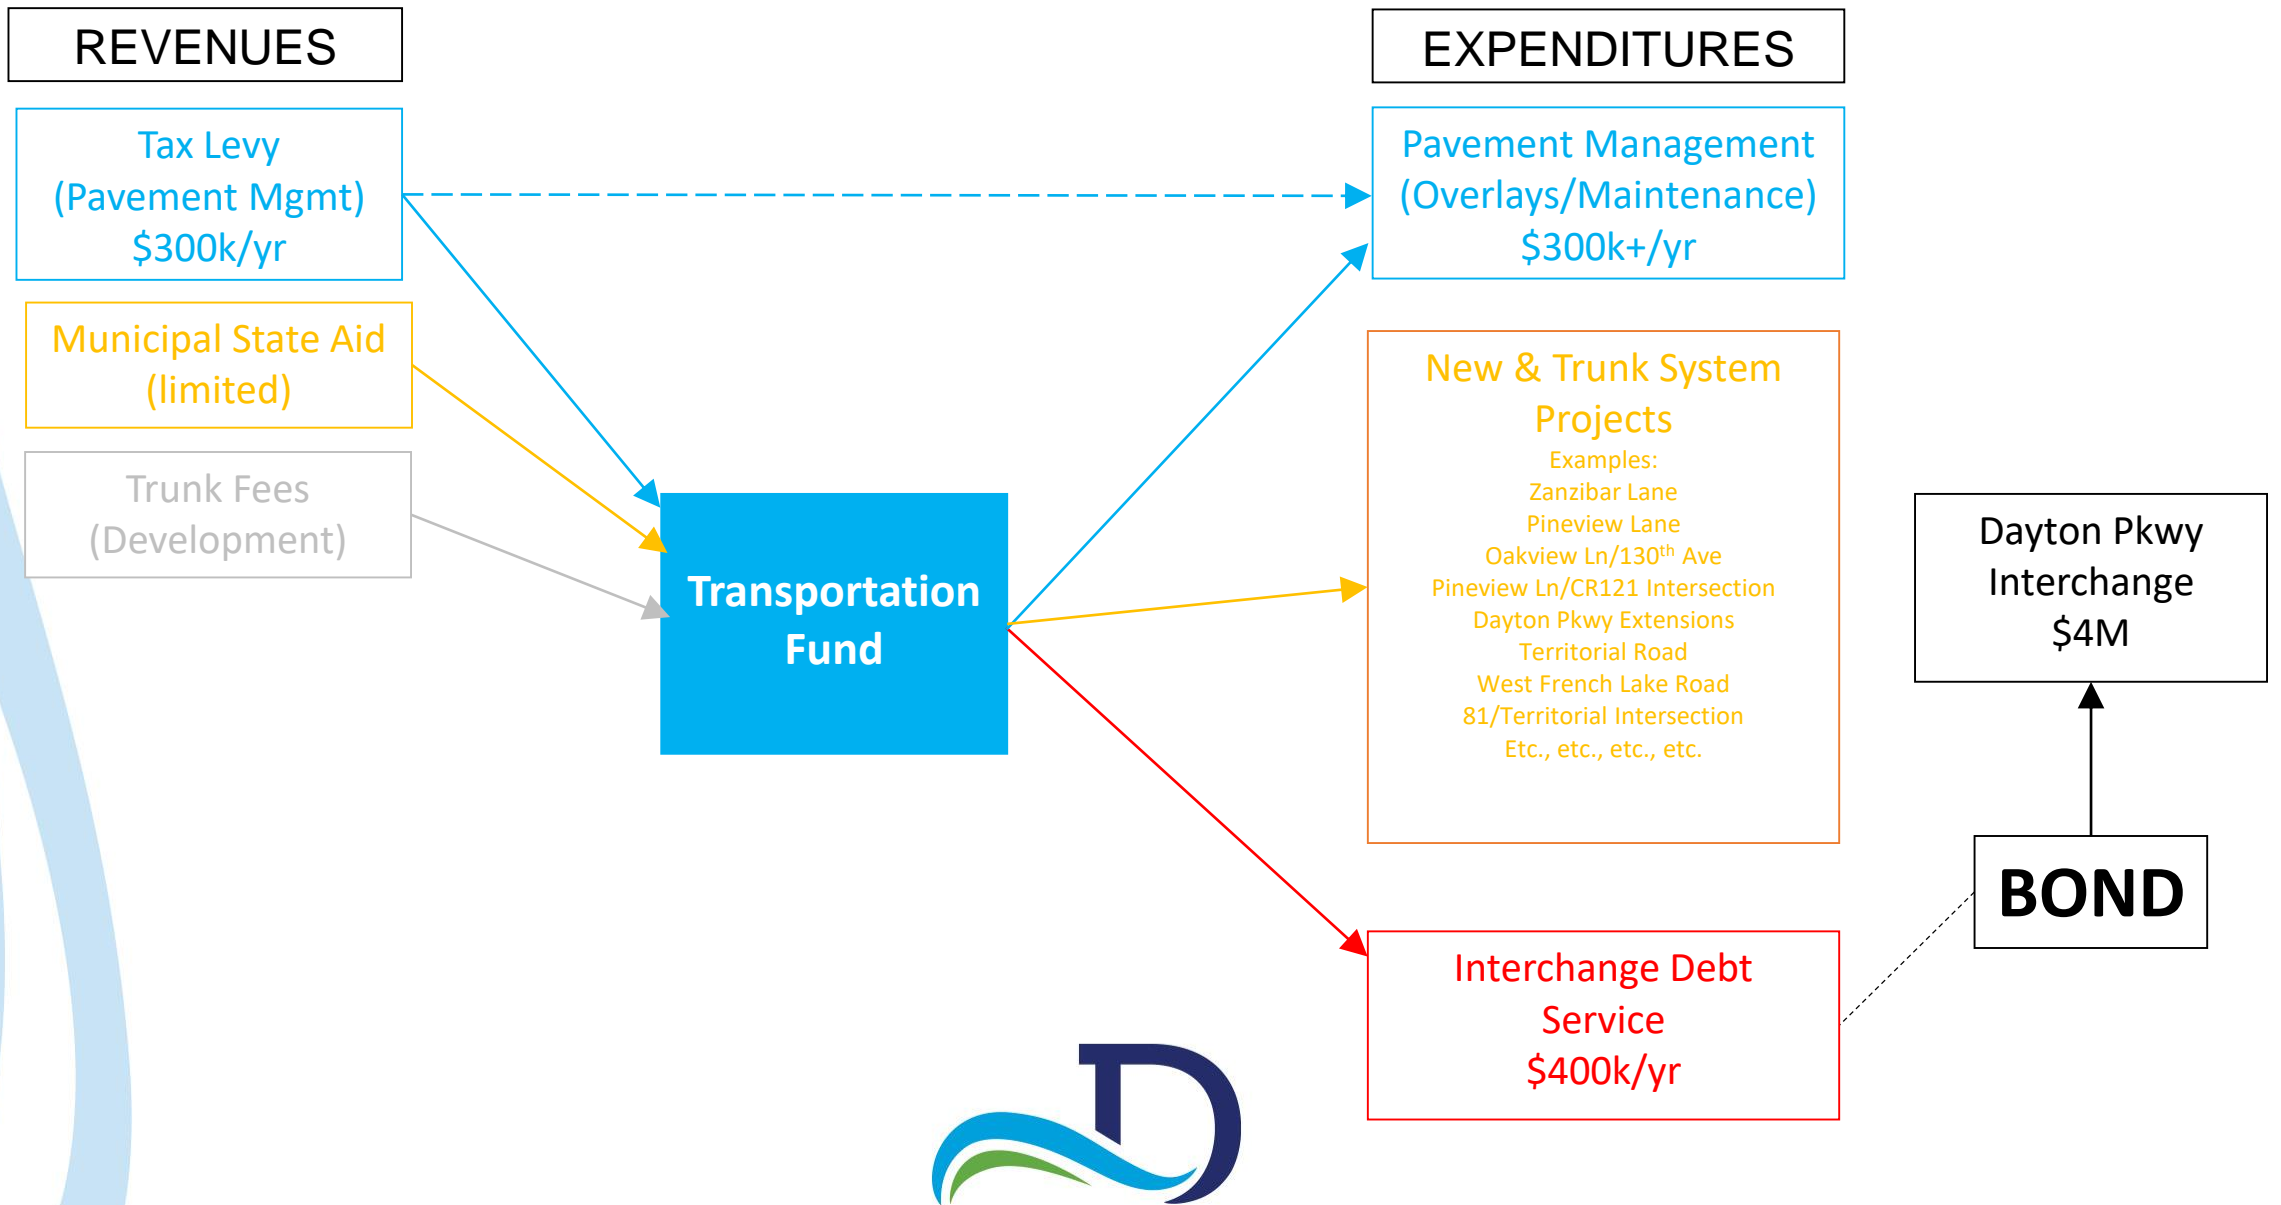 REVENUES
Tax Levy
(Pavement Mgmt)
$300k/yr
Municipal State Aid
(limited)
Trunk Fees
(Development)
Transportation
Fund
EXPENDITURES
Pavement Management
(Overlays/Maintenance)
$300k+/yr
New & Trunk System
Projects
Examples:
Zanzibar Lane
Pineview Lane
Oakview Ln/130th Ave
Pineview Ln/CR121 Intersection
Dayton Pkwy Extensions
Territorial Road
West French Lake Road
81/Territorial Intersection
Etc., etc., etc., etc.
Interchange Debt
Service
$400k/yr
Dayton Pkwy
Interchange
$4M
BOND
D